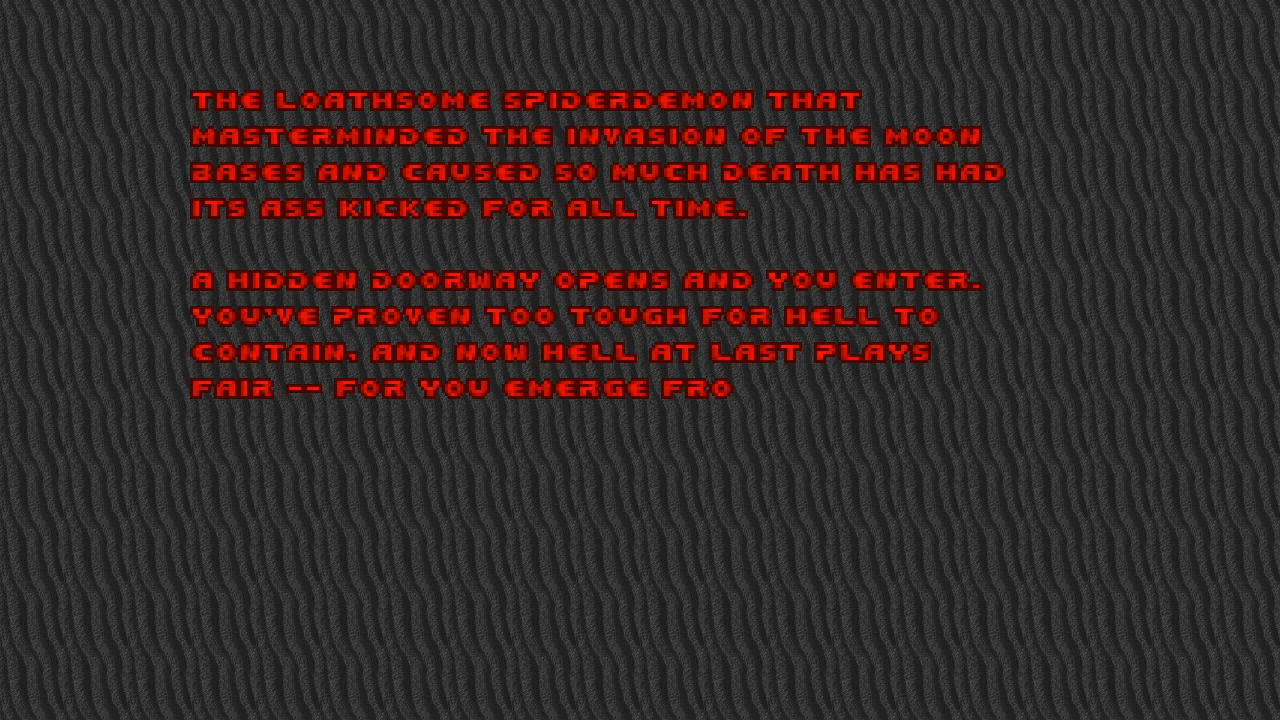 THE LOATHSOME SPIDERDEMON THAT
MASTERMINDED THE INVASION OF THE MOON
BASES AND CAUSED SO MUCH DEATH HAS HAD
ITS ASS KICKED FOR ALL TIME.
A HIDDEN DOORWAY OPENS AND YOU ENTER.
YOU'VE PROVEN TOO TOUGH FOR HELL TO
CONTAIN, AND NOW HELL AT LAST PLAYS
FAIR -- FOR YOU EMERGE FRO